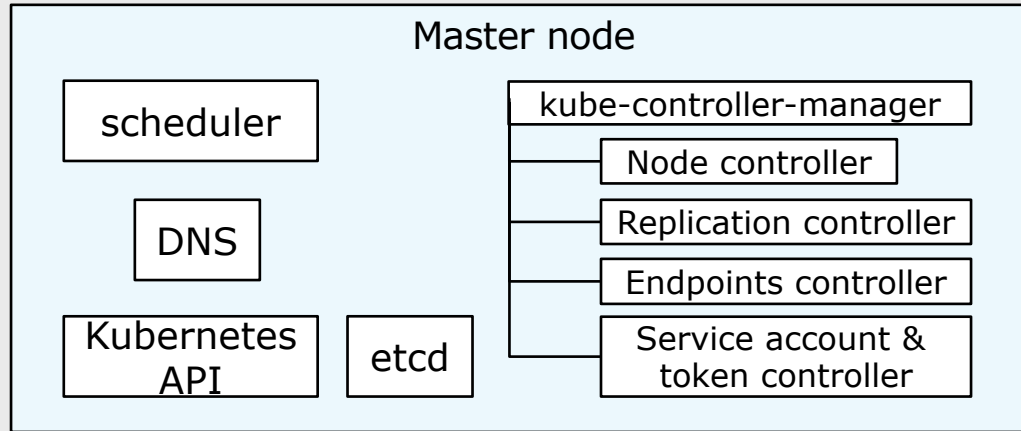 Master node
scheduler
DNS
Kubernetes
API
etcd
kube-controller-manager
Node controller
Replication controller
Endpoints controller
Service account &
token controller